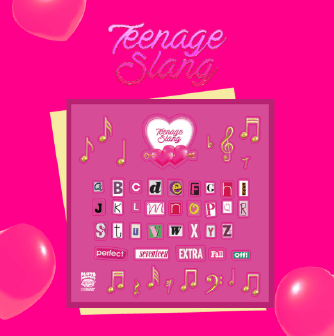 Teenage
Slang
Teenage
Slang
a B C d e F G h i
J K L m n o P Q R
S t u v w X Y Z
perfect seventeen EXTRA Fall Off!